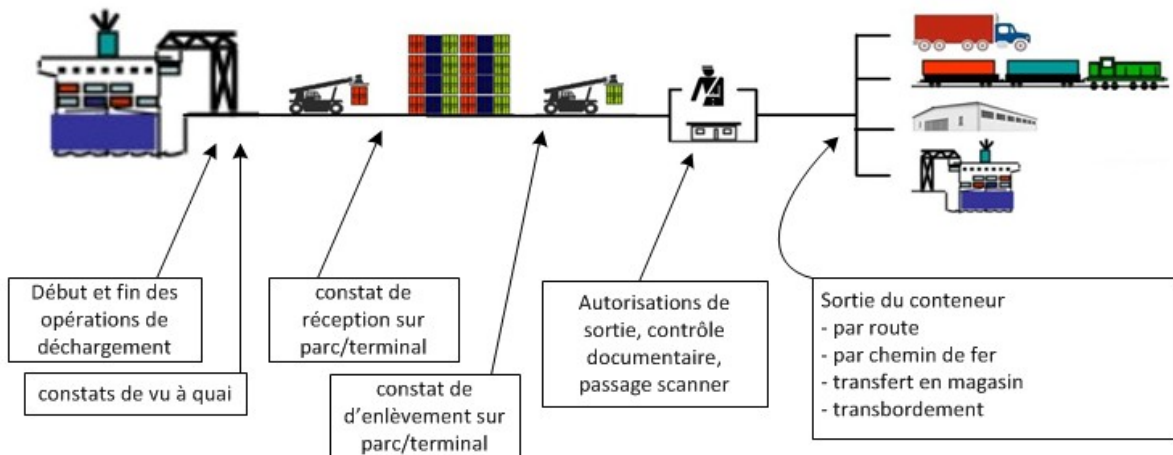 Début et fin des
opérations de
déchargement
constats de vu à quai
constat de
réception sur
parc/terminal
constat de
d'enlèvement sur
parc/terminal
Autorisations de
sortie, contrôle
documentaire,
passage scanner
Sortie du conteneur
- par route
- par chemin de fer
- transfert en magasin
- transbordement